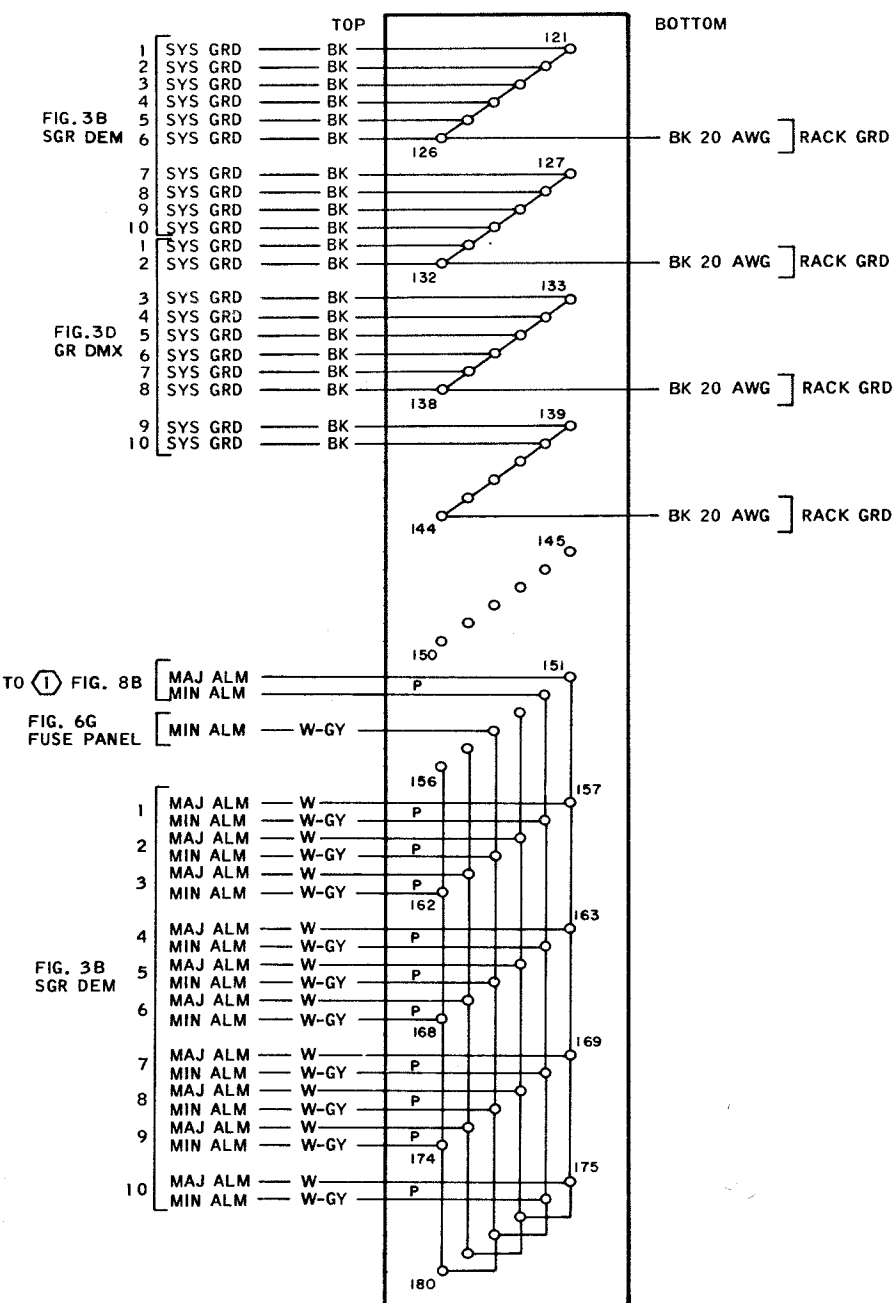 TOP BOTTOM
121
1 SYS GRD BK
2 SYS GRD BK
3 SYS GRD BK
4 SYS GRD BK
FIG. 3B
SGR DEM
5 SYS GRD BK
6 SYS GRD BK
126
BK 20 AWG RACK GRD
127
7 SYS GRD BK
8 SYS GRD BK
9 SYS GRD BK
10 SYS GRD BK
1 SYS GRD BK
2 SYS GRD BK
132
BK 20 AWG RACK GRD
133
3 SYS GRD BK
4 SYS GRD BK
FIG.3D
GR DMX
5 SYS GRD BK
6 SYS GRD BK
7 SYS GRD BK
8 SYS GRD BK
138
BK 20 AWG RACK GRD
139
9 SYS GRD BK
10 SYS GRD BK
144
BK 20 AWG RACK GRD
145
150
151
TO 1 FIG. 8B
MAJ ALM
MIN ALM P
FIG. 6G
FUSE PANEL
MIN ALM W-GY
156
157
1 MAJ ALM W
MIN ALM W-GY P
2 MAJ ALM W
MIN ALM W-GY P
3 MAJ ALM W
MIN ALM W-GY P
162
163
4 MAJ ALM W
MIN ALM W-GY P
FIG. 3B
SGR DEM
5 MAJ ALM W
MIN ALM W-GY P
6 MAJ ALM W
MIN ALM W-GY P
168
169
7 MAJ ALM W
MIN ALM W-GY P
8 MAJ ALM W
MIN ALM W-GY P
9 MAJ ALM W
MIN ALM W-GY P
174
175
10 MAJ ALM W
MIN ALM W-GY P
180